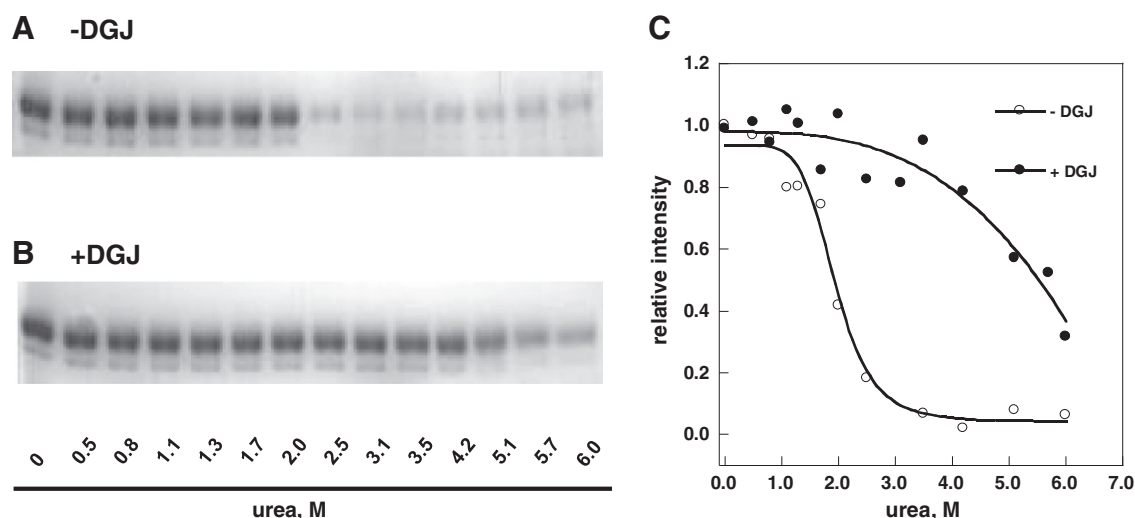 A -DGJ
B +DGJ
0 0.5 0.8 1.1 1.3 1.7 2.0 2.5 3.1 3.5 4.2 5.1 5.7 6.0
urea, M
C
1.2
1.0
0.8
0.6
0.4
0.2
0.0
relative intensity
- DGJ
+ DGJ
0.0 1.0 2.0 3.0 4.0 5.0 6.0 7.0
urea, M